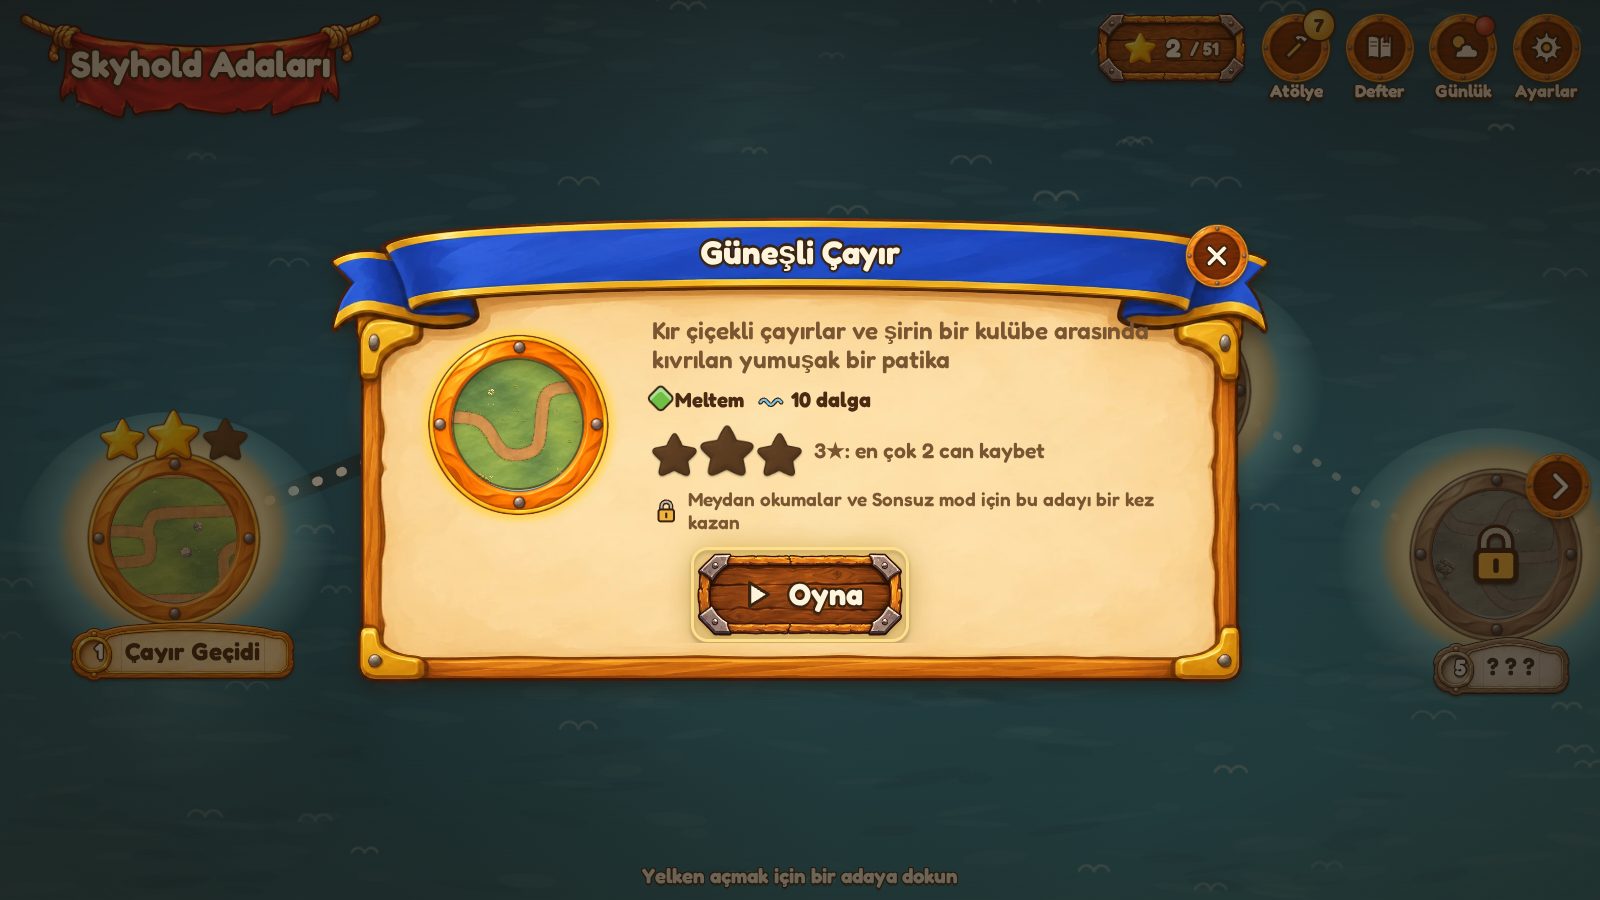 Skyhold Adaları
2 / 51
7
Atölye
Defter
Günlük
Ayarlar
Güneşli Çayır
Kır çiçekli çayırlar ve şirin bir kulübe arasında
kıvrılan yumuşak bir patika
Meltem 10 dalga
3★: en çok 2 can kaybet
Meydan okumalar ve Sonsuz mod için bu adayı bir kez
kazan
Oyna
1 Çayır Geçidi
5 ???
Yelken açmak için bir adaya dokun